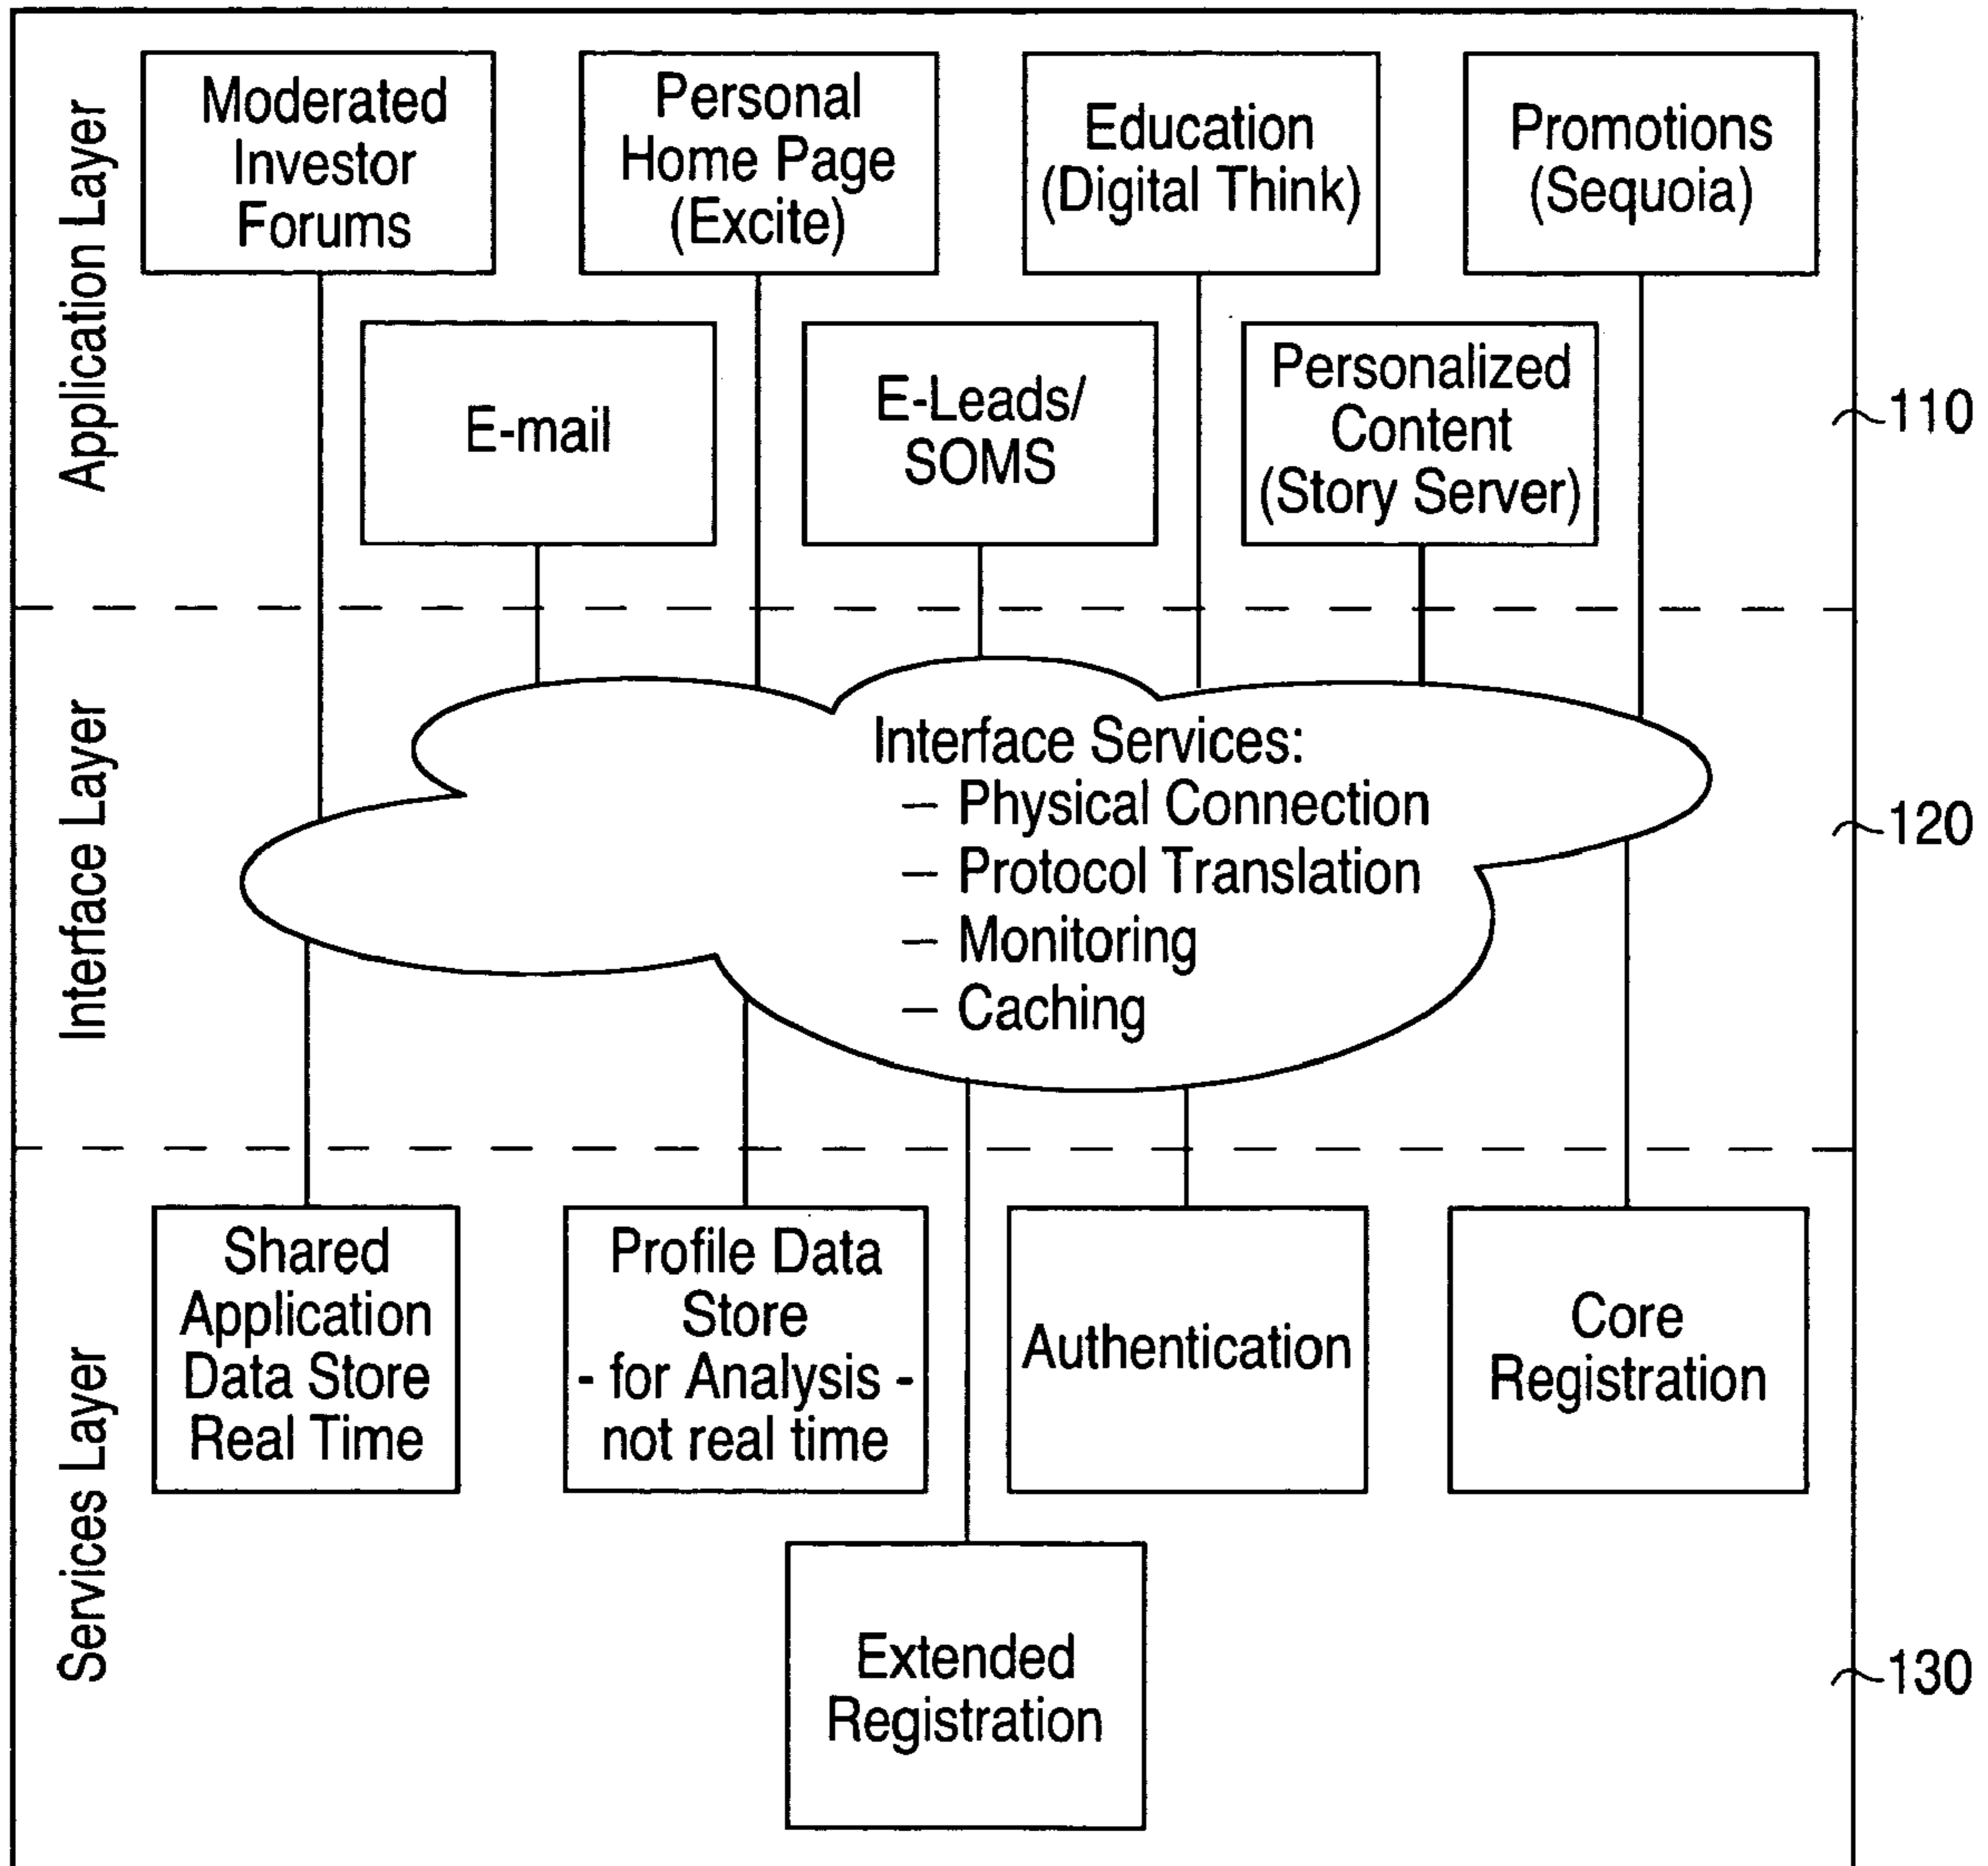 Application Layer
Moderated
Investor
Forums
Personal
Home Page
(Excite)
Education
(Digital Think)
Promotions
(Sequoia)
E-mail
E-Leads/
SOMS
Personalized
Content
(Story Server)
110
Interface Layer
Interface Services:
– Physical Connection
– Protocol Translation
– Monitoring
– Caching
120
Services Layer
Shared
Application
Data Store
Real Time
Profile Data
Store
- for Analysis -
not real time
Authentication
Core
Registration
Extended
Registration
130